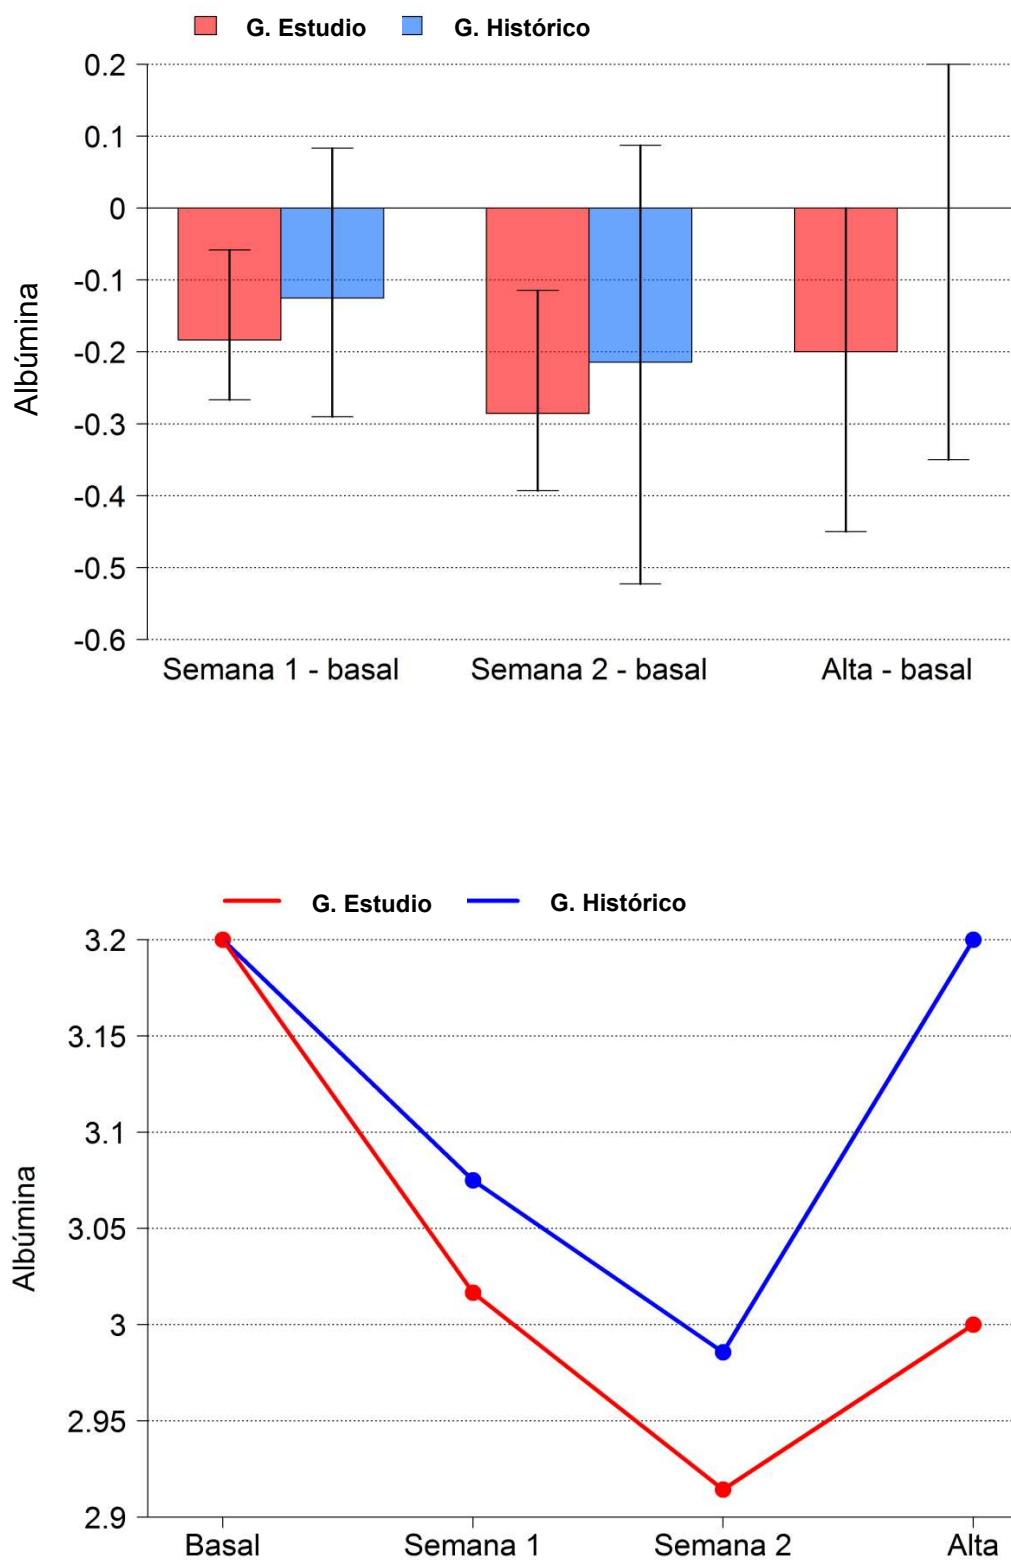 G. Estudio G. Histórico
0.2
0.1
0
-0.1
-0.2
-0.3
-0.4
-0.5
-0.6
Albúmina
Semana 1 - basal Semana 2 - basal Alta - basal
G. Estudio G. Histórico
3.2
3.15
3.1
3.05
3
2.95
2.9
Albúmina
Basal Semana 1 Semana 2 Alta